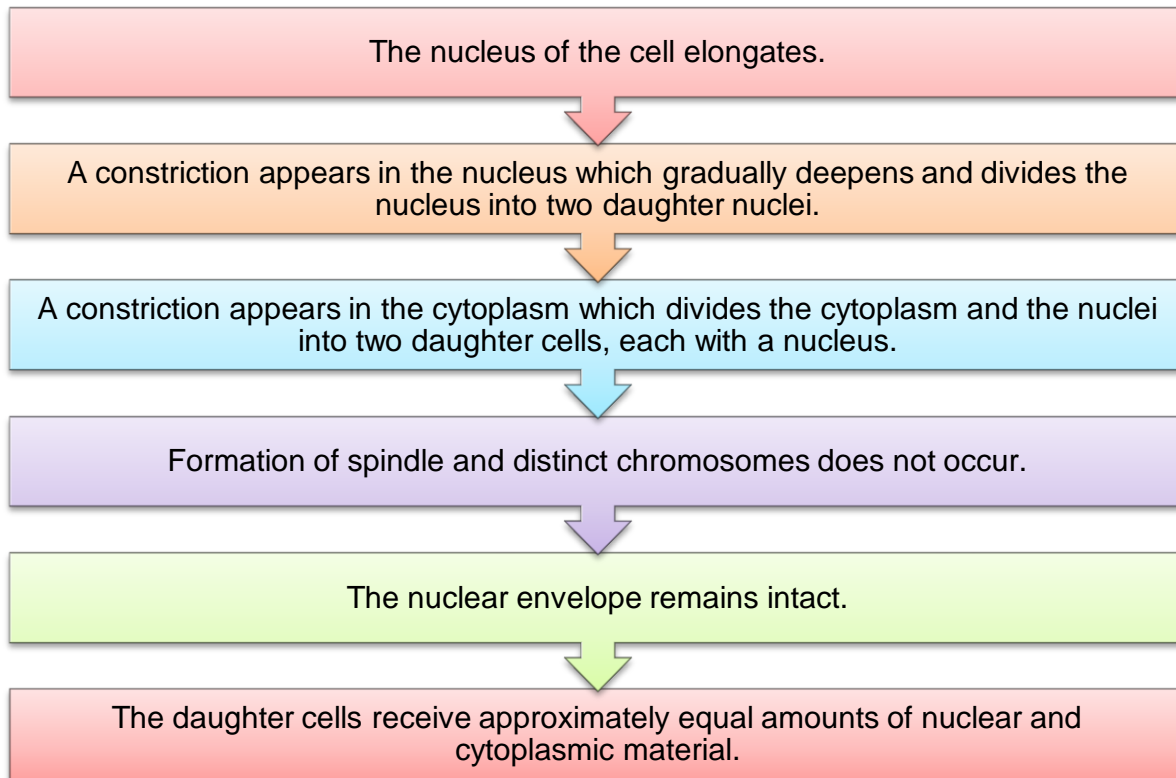 The nucleus of the cell elongates.
A constriction appears in the nucleus which gradually deepens and divides the
nucleus into two daughter nuclei.
A constriction appears in the cytoplasm which divides the cytoplasm and the nuclei
into two daughter cells, each with a nucleus.
Formation of spindle and distinct chromosomes does not occur.
The nuclear envelope remains intact.
The daughter cells receive approximately equal amounts of nuclear and
cytoplasmic material.